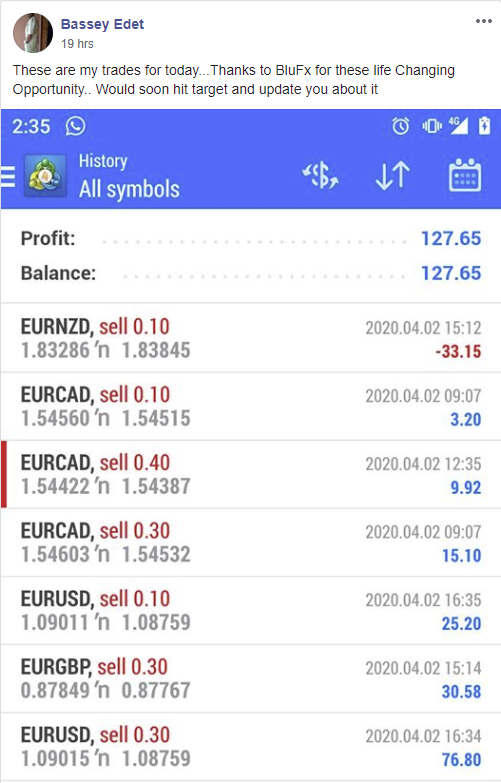 Bassey Edet
19 hrs
These are my trades for today...Thanks to BluFx for these life Changing
Opportunity.. Would soon hit target and update you about it
2:35
4G
History
All symbols
Profit: 127.65
Balance: 127.65
EURNZD, sell 0.10 2020.04.02 15:12
1.83286 ’n 1.83845 -33.15
EURCAD, sell 0.10 2020.04.02 09:07
1.54560 ’n 1.54515 3.20
EURCAD, sell 0.40 2020.04.02 12:35
1.54422 ’n 1.54387 9.92
EURCAD, sell 0.30 2020.04.02 09:07
1.54603 ’n 1.54532 15.10
EURUSD, sell 0.10 2020.04.02 16:35
1.09011 ’n 1.08759 25.20
EURGBP, sell 0.30 2020.04.02 15:14
0.87849 ’n 0.87767 30.58
EURUSD, sell 0.30 2020.04.02 16:34
1.09015 ’n 1.08759 76.80